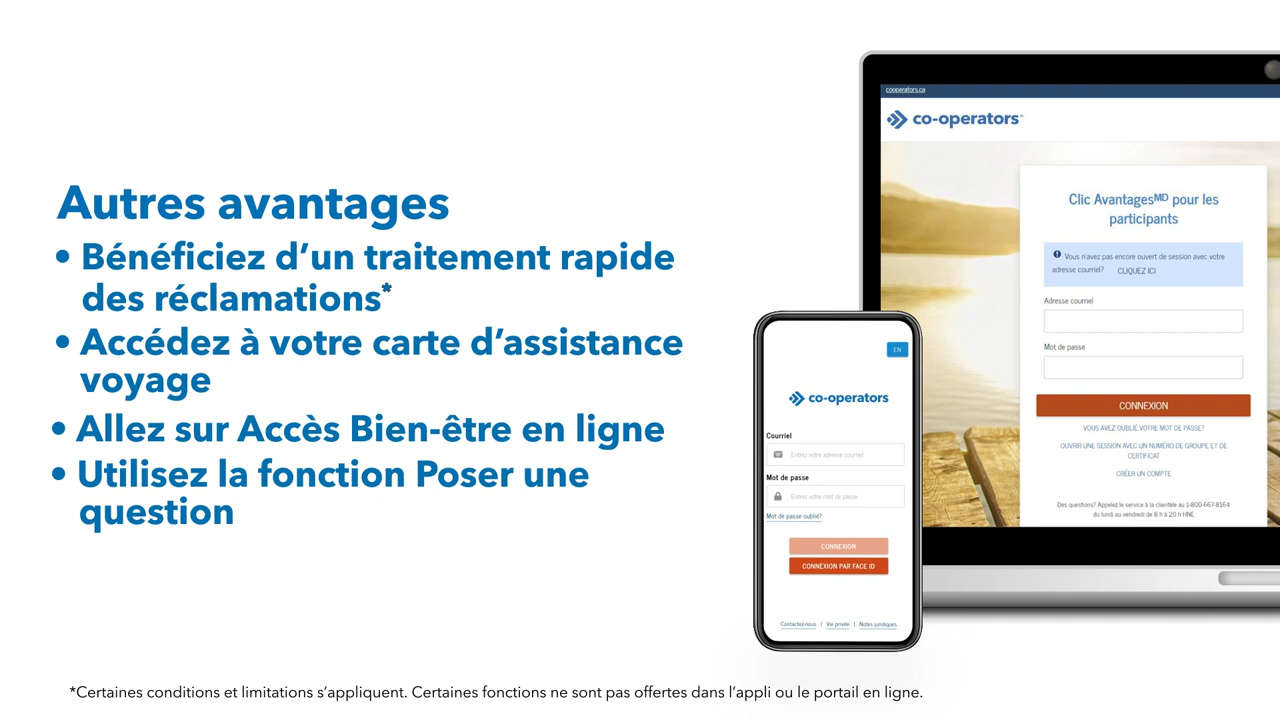 Autres avantages
• Bénéficiez d’un traitement rapide
des réclamations*
• Accédez à votre carte d’assistance
voyage
• Allez sur Accès Bien-être en ligne
• Utilisez la fonction Poser une
question
cooperators.ca
co-operators™
Clic Avantagesᴹᴰ pour les
participants
Vous n'avez pas encore ouvert de session avec votre
adresse courriel? CLIQUEZ ICI
Adresse courriel
Mot de passe
CONNEXION
VOUS AVEZ OUBLIÉ VOTRE MOT DE PASSE?
OUVRIR UNE SESSION AVEC UN NUMÉRO DE GROUPE ET DE
CERTIFICAT
CRÉER UN COMPTE
Des questions? Appelez le service à la clientèle au 1-800-667-8164
du lundi au vendredi de 8 h à 20 h HNE
EN
co-operators
Courriel
Entrez votre adresse courriel
Mot de passe
Entrez votre mot de passe
Mot de passe oublié?
CONNEXION
CONNEXION PAR FACE ID
Contactez-nous | Vie privée | Notes juridiques
*Certaines conditions et limitations s’appliquent. Certaines fonctions ne sont pas offertes dans l’appli ou le portail en ligne.